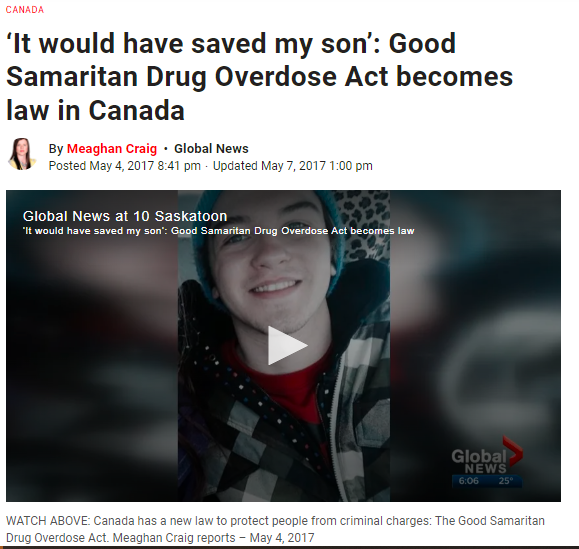 CANADA
‘It would have saved my son’: Good
Samaritan Drug Overdose Act becomes
law in Canada
By Meaghan Craig • Global News
Posted May 4, 2017 8:41 pm · Updated May 7, 2017 1:00 pm
Global News at 10 Saskatoon
'It would have saved my son': Good Samaritan Drug Overdose Act becomes law
Global
NEWS
6:06 25°
WATCH ABOVE: Canada has a new law to protect people from criminal charges: The Good Samaritan
Drug Overdose Act. Meaghan Craig reports – May 4, 2017